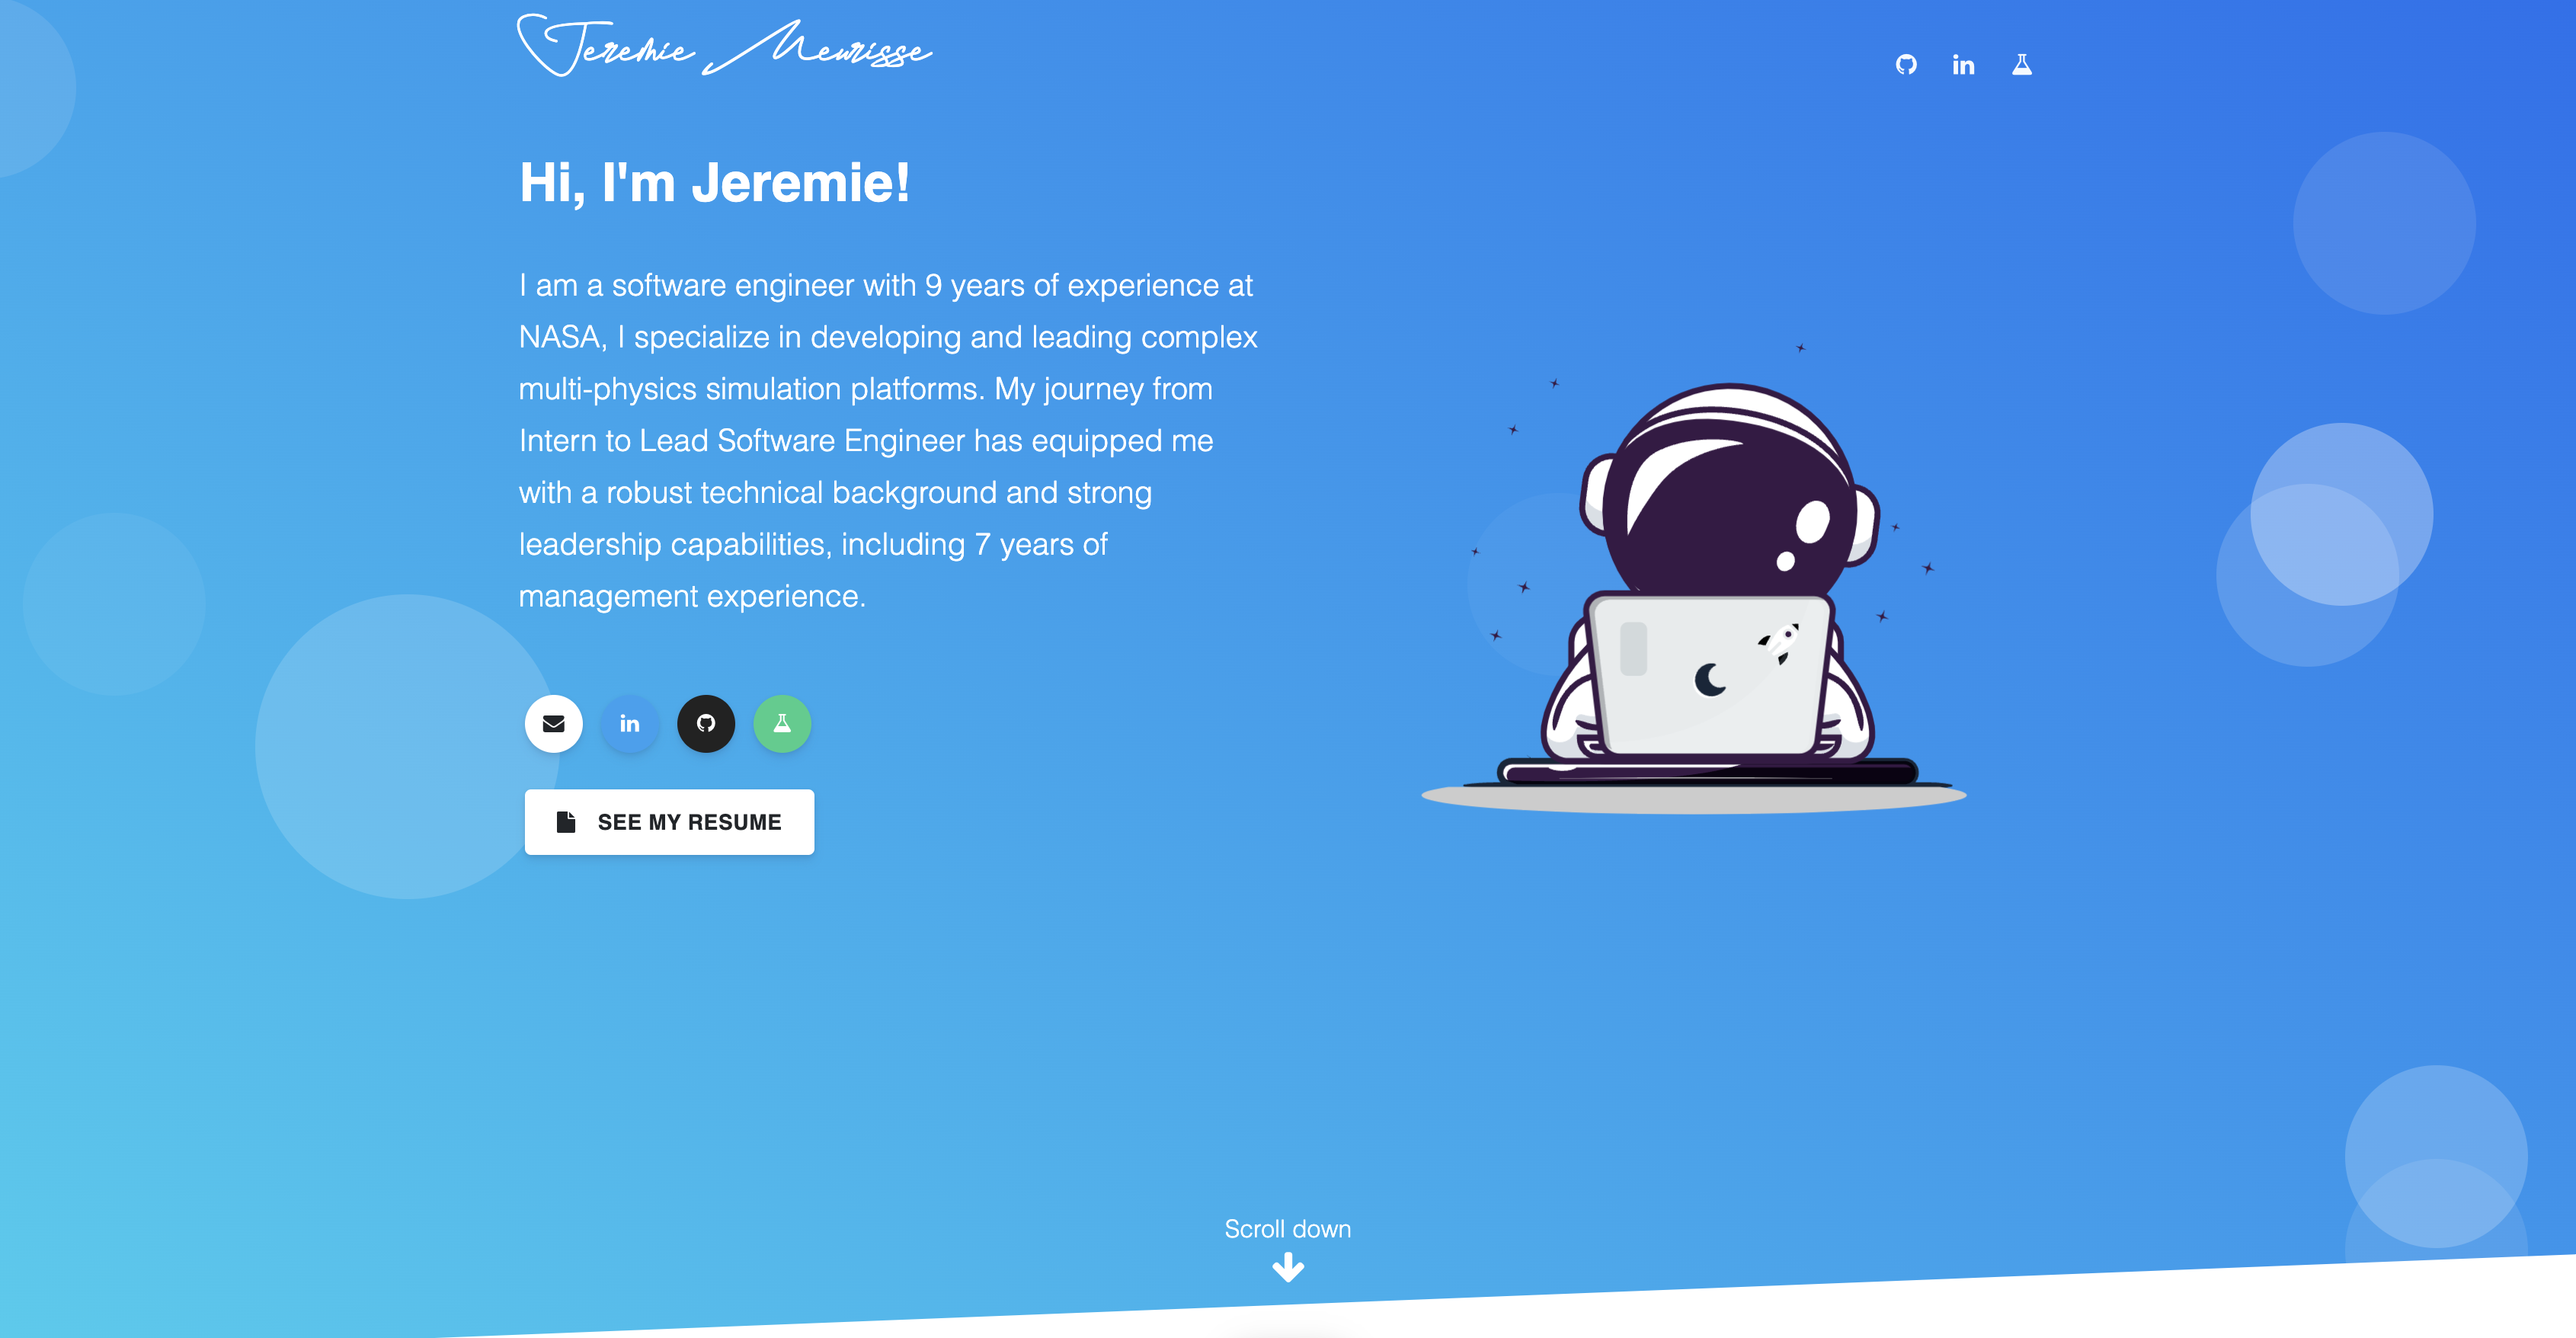 Jeremie Meurisse
Hi, I'm Jeremie!
I am a software engineer with 9 years of experience at
NASA, I specialize in developing and leading complex
multi-physics simulation platforms. My journey from
Intern to Lead Software Engineer has equipped me
with a robust technical background and strong
leadership capabilities, including 7 years of
management experience.
in
in
SEE MY RESUME
Scroll down